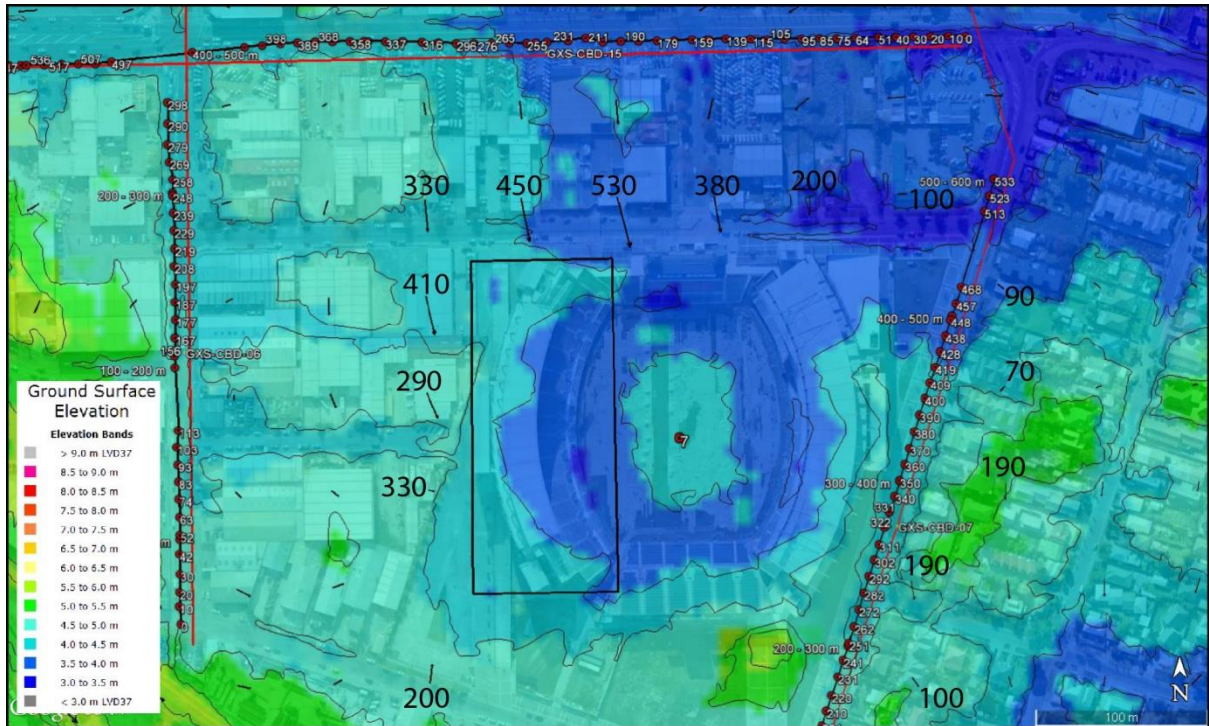 536 507 517 497
400 - 500 m
398 389 368 358 337 316 296 276 265 255 231 211 190 179 159 139 115 105 95 85 75 64 51 40 30 20 10 0
GXS-CBD-15
298
290
279
269
258
200 - 300 m
248
239
229
219
208
197
187
177
167
156
GXS-CBD-06
100 - 200 m
113
103
93
83
74
63
52
42
30
20
10
0
330 450 530 380 200 100
410
290
330
200
7
500 - 600 m
533
523
513
468
457
400 - 500 m
448
438
428
419
409
400
390
380
370
360
350
300 - 400 m
340
331
322
GXS-CBD-07
311
302
292
282
272
262
251
200 - 300 m
241
231
220
210
90
70
190
190
100
Ground Surface
Elevation
Elevation Bands
> 9.0 m LVD37
8.5 to 9.0 m
8.0 to 8.5 m
7.5 to 8.0 m
7.0 to 7.5 m
6.5 to 7.0 m
6.0 to 6.5 m
5.5 to 6.0 m
5.0 to 5.5 m
4.5 to 5.0 m
4.0 to 4.5 m
3.5 to 4.0 m
3.0 to 3.5 m
< 3.0 m LVD37
N
100 m